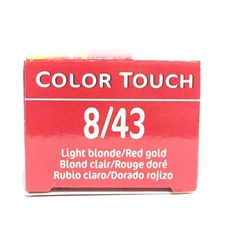 COLOR TOUCH
8/43
Light blonde/Red gold
Blond clair/Rouge doré
Rubio claro/Dorado rojizo